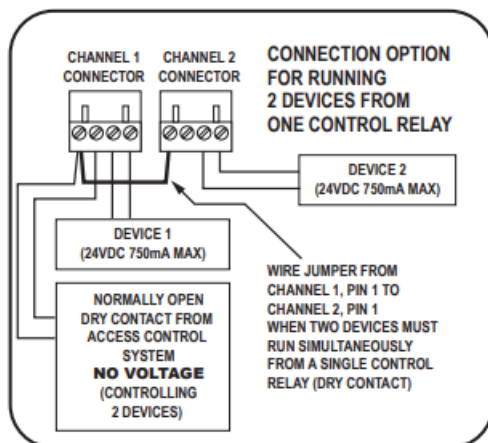 CHANNEL 1
CONNECTOR
CHANNEL 2
CONNECTOR
CONNECTION OPTION
FOR RUNNING
2 DEVICES FROM
ONE CONTROL RELAY
DEVICE 2
(24VDC 750mA MAX)
DEVICE 1
(24VDC 750mA MAX)
WIRE JUMPER FROM
CHANNEL 1, PIN 1 TO
CHANNEL 2, PIN 1
WHEN TWO DEVICES MUST
RUN SIMULTANEOUSLY
FROM A SINGLE CONTROL
RELAY (DRY CONTACT)
NORMALLY OPEN
DRY CONTACT FROM
ACCESS CONTROL
SYSTEM
NO VOLTAGE
(CONTROLLING
2 DEVICES)